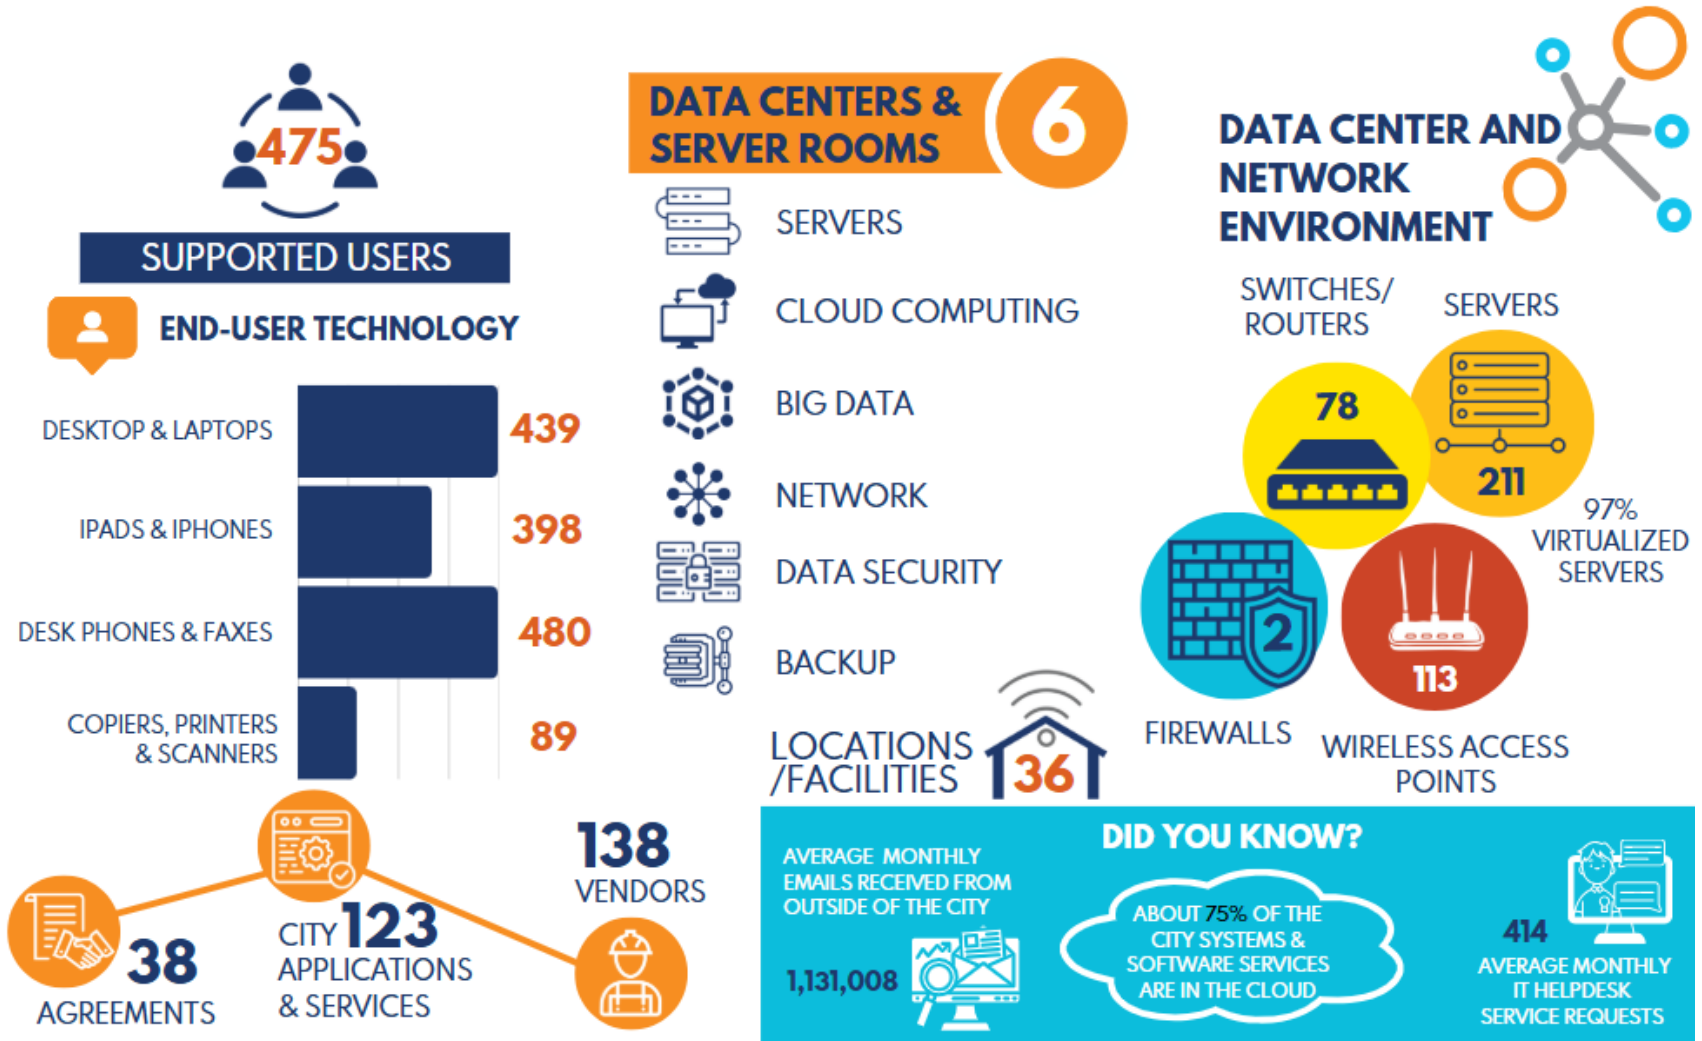 475
SUPPORTED USERS
END-USER TECHNOLOGY
DESKTOP & LAPTOPS
439
IPADS & IPHONES
398
DESK PHONES & FAXES
480
COPIERS, PRINTERS
& SCANNERS
89
38
AGREEMENTS
CITY 123
APPLICATIONS
& SERVICES
138
VENDORS
DATA CENTERS &
SERVER ROOMS
6
SERVERS
CLOUD COMPUTING
BIG DATA
NETWORK
DATA SECURITY
BACKUP
LOCATIONS
/FACILITIES
36
DATA CENTER AND
NETWORK
ENVIRONMENT
SWITCHES/
ROUTERS
78
SERVERS
211
97%
VIRTUALIZED
SERVERS
2
FIREWALLS
113
WIRELESS ACCESS
POINTS
DID YOU KNOW?
AVERAGE MONTHLY
EMAILS RECEIVED FROM
OUTSIDE OF THE CITY
1,131,008
ABOUT 75% OF THE
CITY SYSTEMS &
SOFTWARE SERVICES
ARE IN THE CLOUD
414
AVERAGE MONTHLY
IT HELPDESK
SERVICE REQUESTS